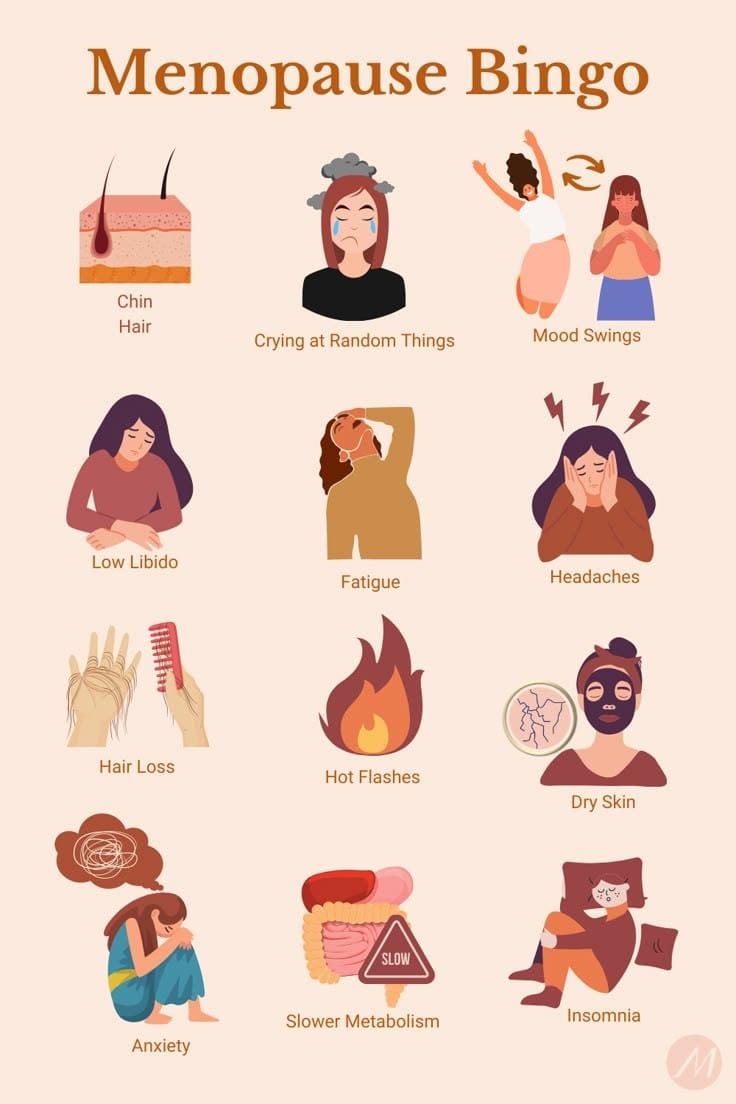 Menopause Bingo
Chin
Hair
Crying at Random Things
Mood Swings
Low Libido
Fatigue
Headaches
Hair Loss
Hot Flashes
Dry Skin
Anxiety
SLOW
Slower Metabolism
Insomnia
M